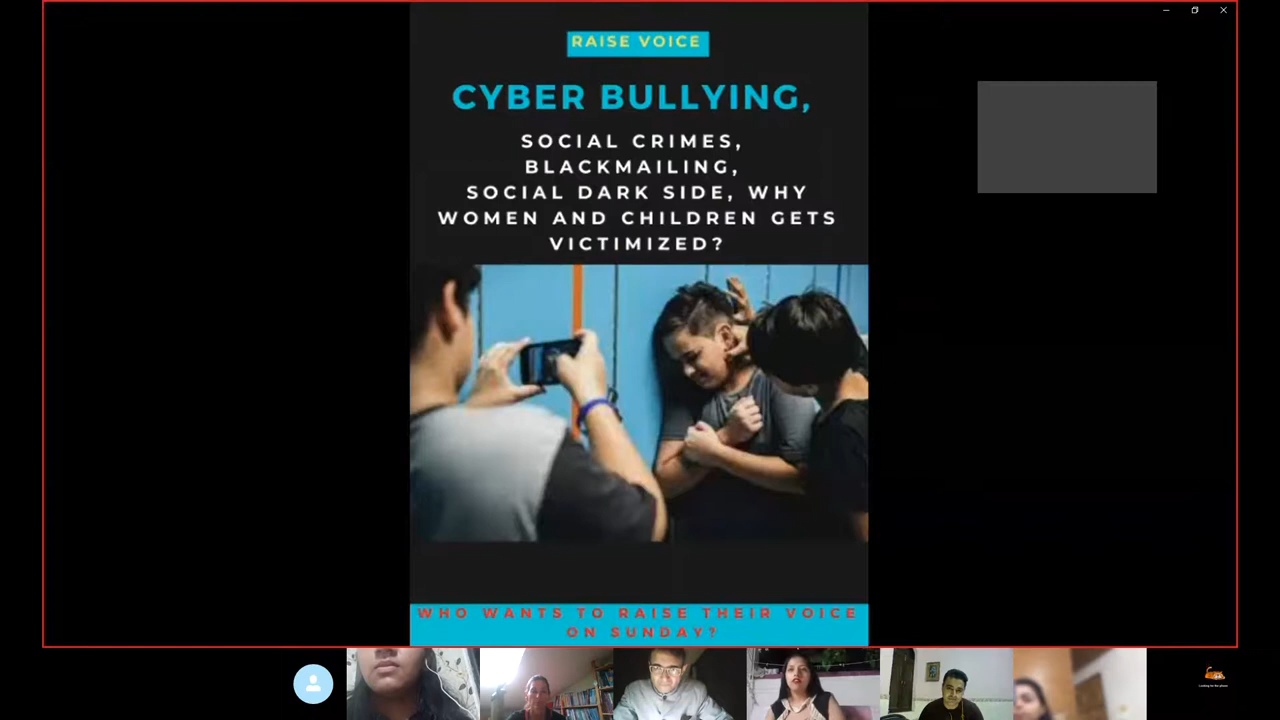 RAISE VOICE
CYBER BULLYING,
SOCIAL CRIMES,
BLACKMAILING,
SOCIAL DARK SIDE, WHY
WOMEN AND CHILDREN GETS
VICTIMIZED?
WHO WANTS TO RAISE THEIR VOICE
ON SUNDAY?